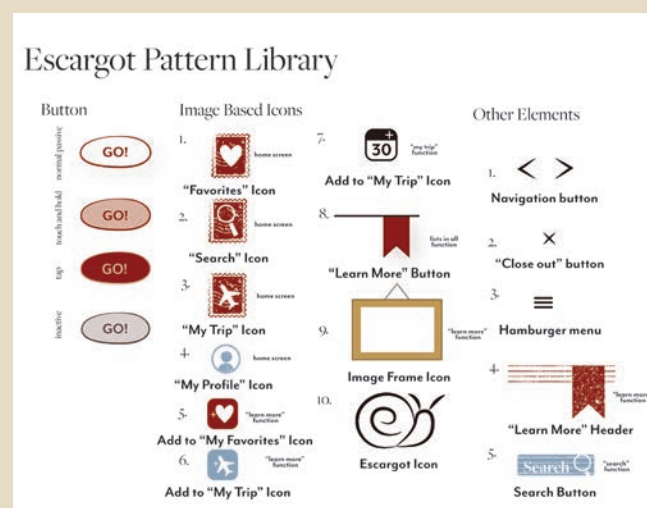 Escargot Pattern Library
Button
normal passive
GO!
touch and hold
GO!
tap
GO!
inactive
GO!
Image Based Icons
1.
home screen
"Favorites" Icon
2.
home screen
"Search" Icon
3.
home screen
"My Trip" Icon
4.
home screen
"My Profile" Icon
5.
"learn more"
function
Add to "My Favorites" Icon
6.
"learn more"
function
Add to "My Trip" Icon
7.
30
"my trip"
function
Add to "My Trip" Icon
8.
lists in all
function
"Learn More" Button
9.
"learn more"
function
Image Frame Icon
10.
Escargot Icon
Other Elements
1.
Navigation button
2.
"Close out" button
3.
Hamburger menu
4.
"learn more"
function
"Learn More" Header
5.
Search
"search"
function
Search Button